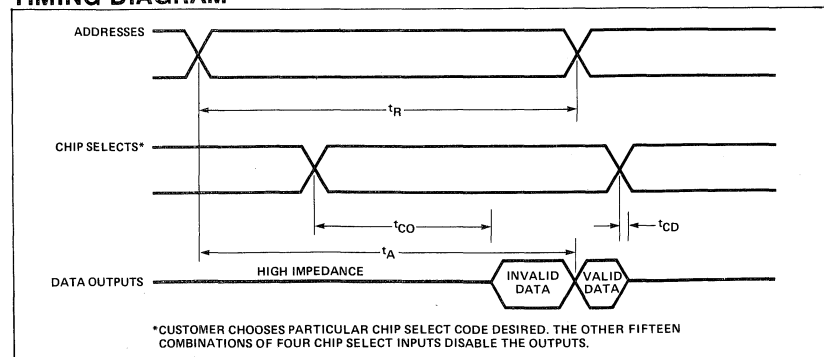 TIMING DIAGRAM
ADDRESSES
tR
CHIP SELECTS*
tCO
tCD
tA
DATA OUTPUTS
HIGH IMPEDANCE
INVALID
DATA
VALID
DATA
*CUSTOMER CHOOSES PARTICULAR CHIP SELECT CODE DESIRED. THE OTHER FIFTEEN
COMBINATIONS OF FOUR CHIP SELECT INPUTS DISABLE THE OUTPUTS.